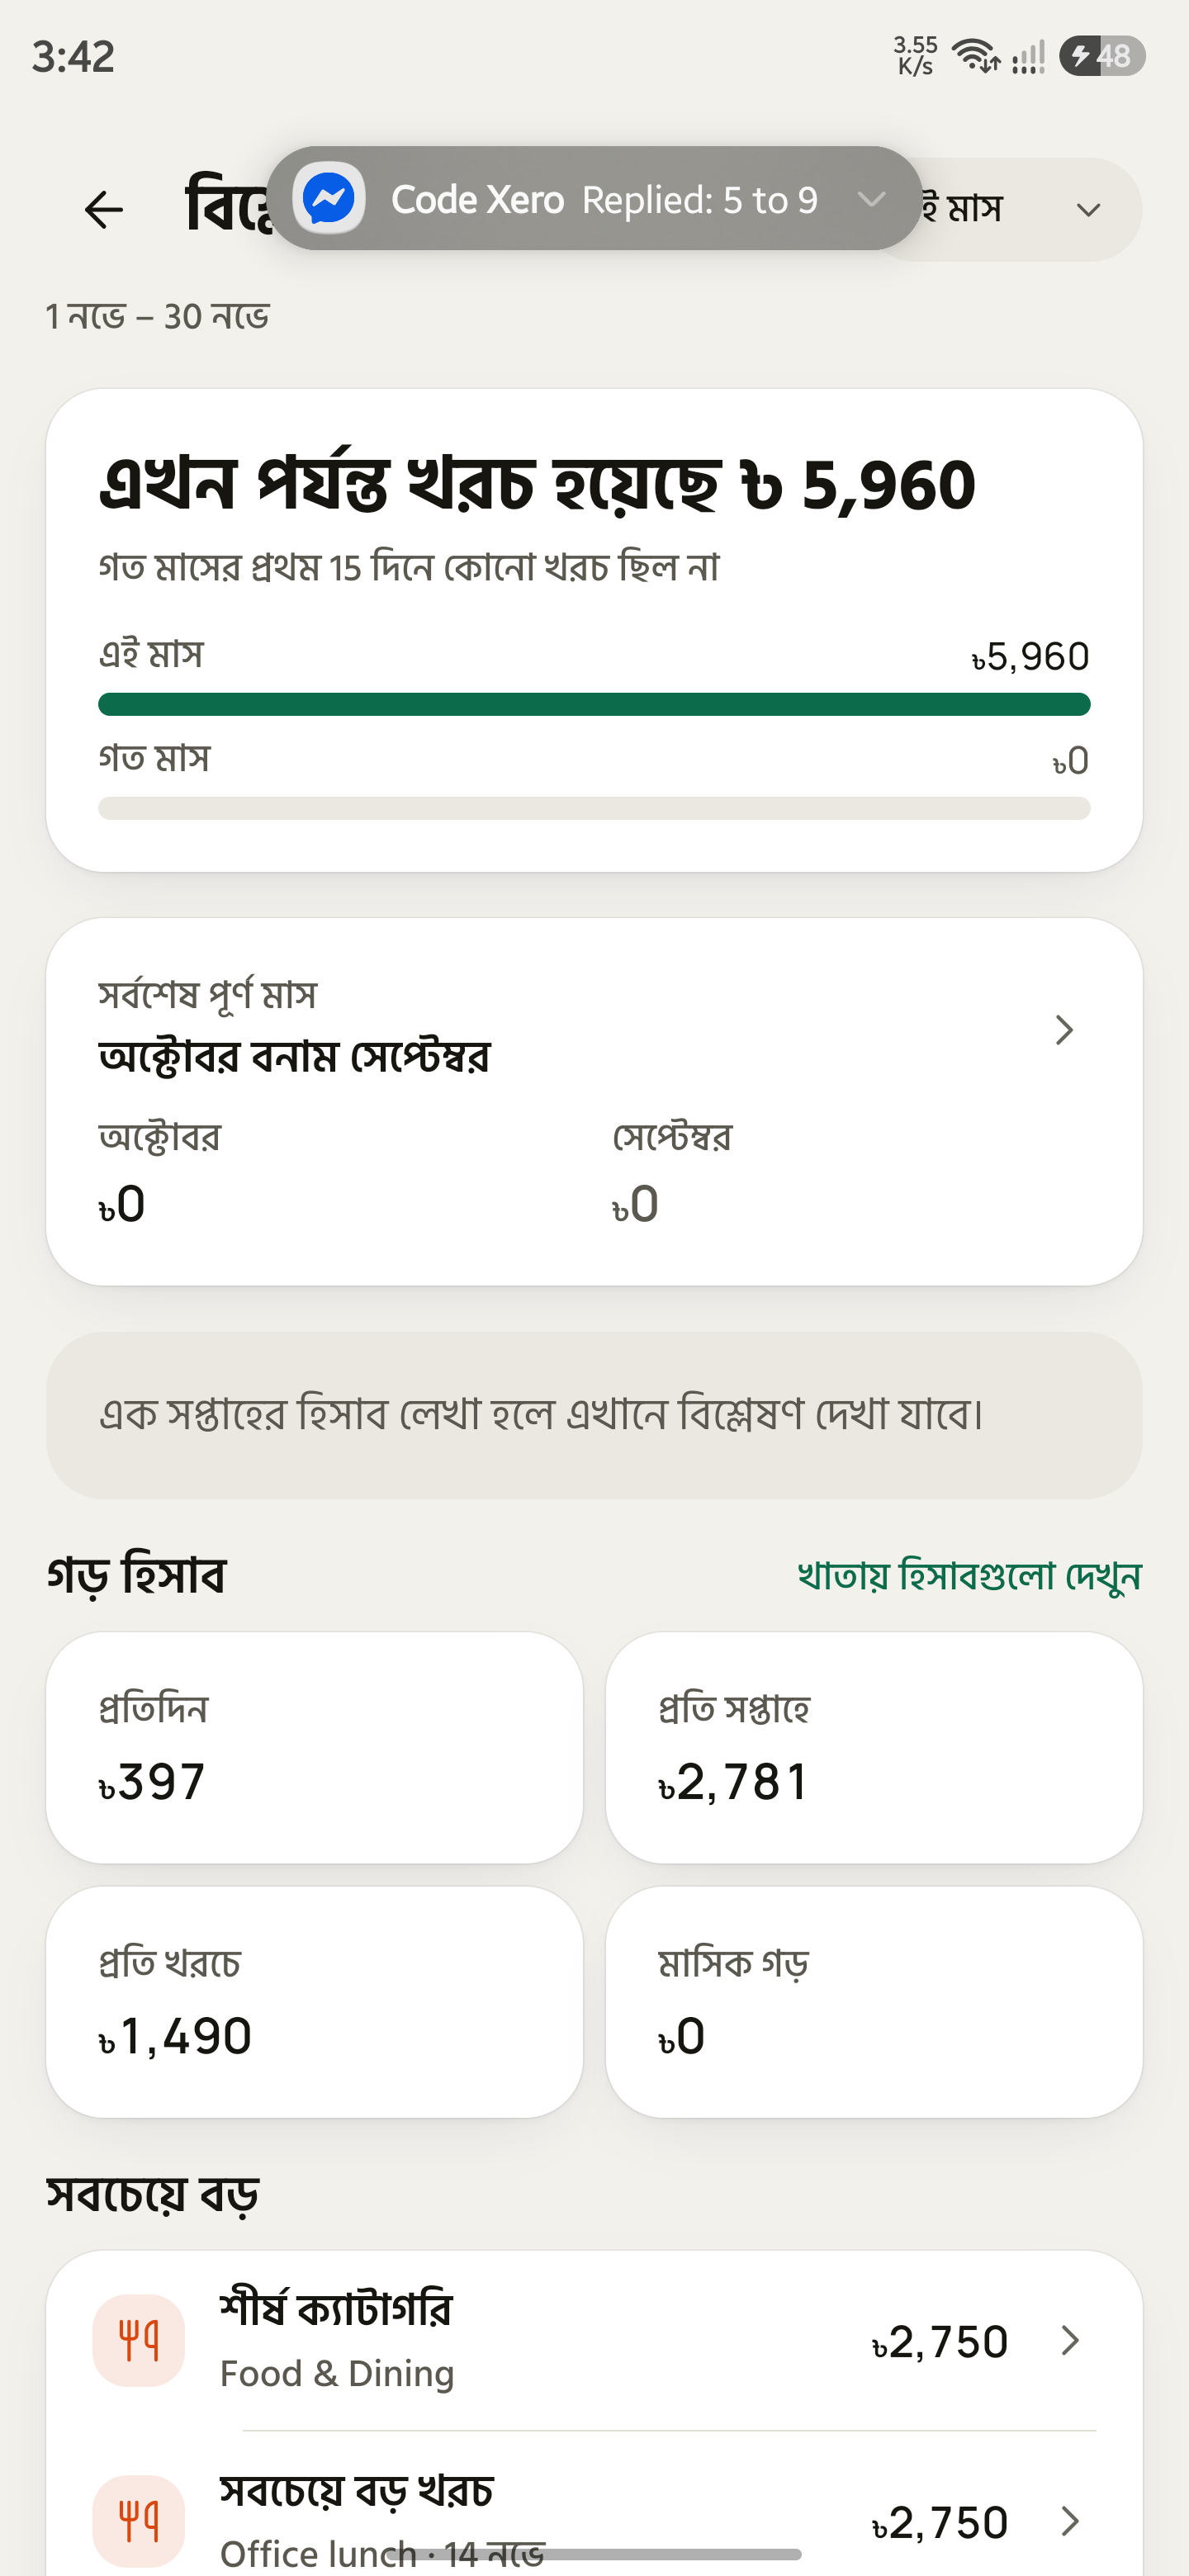 3:42
3.55 K/s
48
Code Xero Replied: 5 to 9
মাস
1 নভে – 30 নভে
এখন পর্যন্ত খরচ হয়েছে ৳ 5,960
গত মাসের প্রথম 15 দিনে কোনো খরচ ছিল না
এই মাস ৳5,960
গত মাস ৳0
সর্বশেষ পূর্ণ মাস
অক্টোবর বনাম সেপ্টেম্বর
অক্টোবর সেপ্টেম্বর
৳0 ৳0
এক সপ্তাহের হিসাব লেখা হলে এখানে বিশ্লেষণ দেখা যাবে।
গড় হিসাব খাতায় হিসাবগুলো দেখুন
প্রতিদিন প্রতি সপ্তাহে
৳397 ৳2,781
প্রতি খরচে মাসিক গড়
৳1,490 ৳0
সবচেয়ে বড়
শীর্ষ ক্যাটাগরি
Food & Dining ৳2,750
সবচেয়ে বড় খরচ
Office lunch · 14 নভে ৳2,750